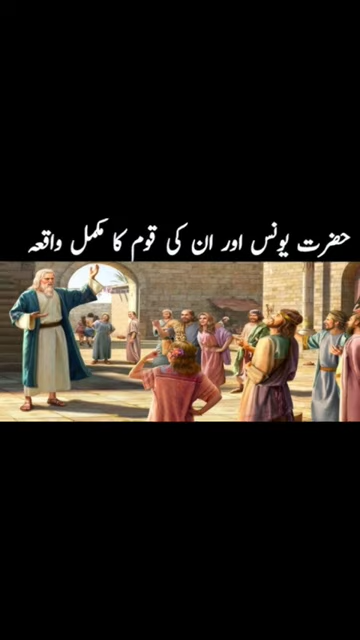 حضرت یونس اور ان کی قوم کا مکمل واقعہ